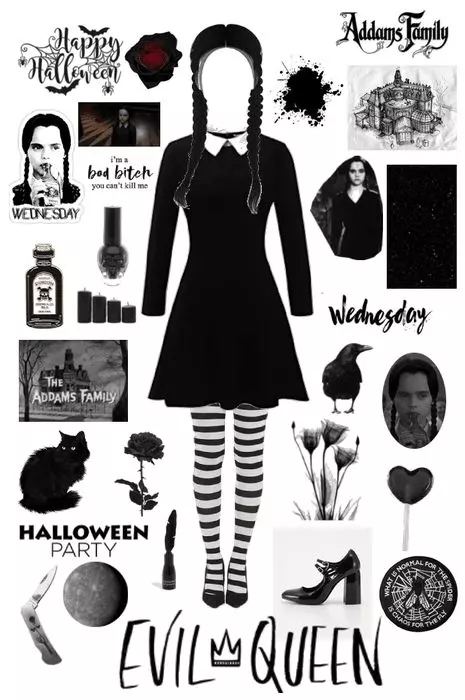 Happy
Halloween
Addams Family
WEDNESDAY
i'm a
bad bitch
you can't kill me
Wednesday
THE
ADDAMS FAMILY
HALLOWEEN
PARTY
WHAT IS NORMAL FOR THE SPIDER
IS CHAOS FOR THE FLY
EVIL QUEEN